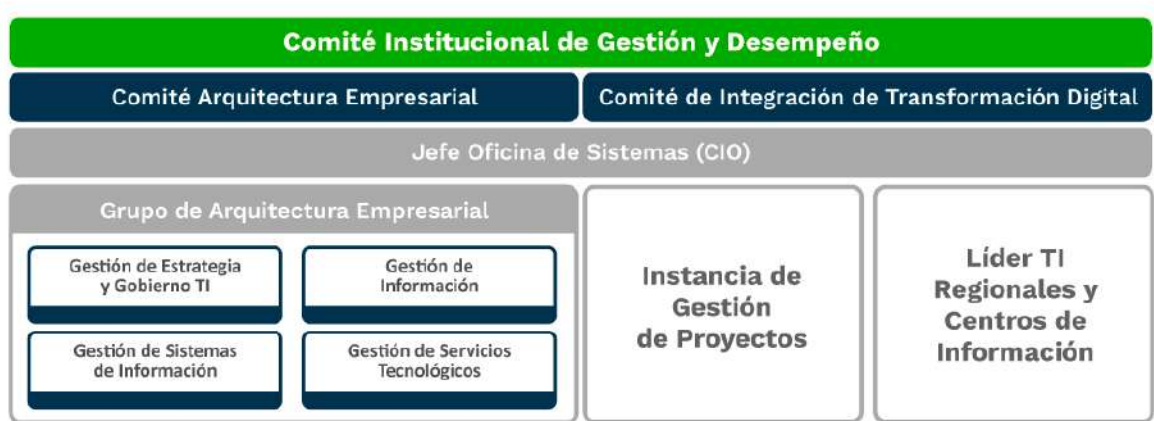 Comité Institucional de Gestión y Desempeño
Comité Arquitectura Empresarial
Comité de Integración de Transformación Digital
Jefe Oficina de Sistemas (CIO)
Grupo de Arquitectura Empresarial
Gestión de Estrategia
y Gobierno TI
Gestión de
Información
Gestión de Sistemas
de Información
Gestión de Servicios
Tecnológicos
Instancia de
Gestión
de Proyectos
Líder TI
Regionales y
Centros de
Información